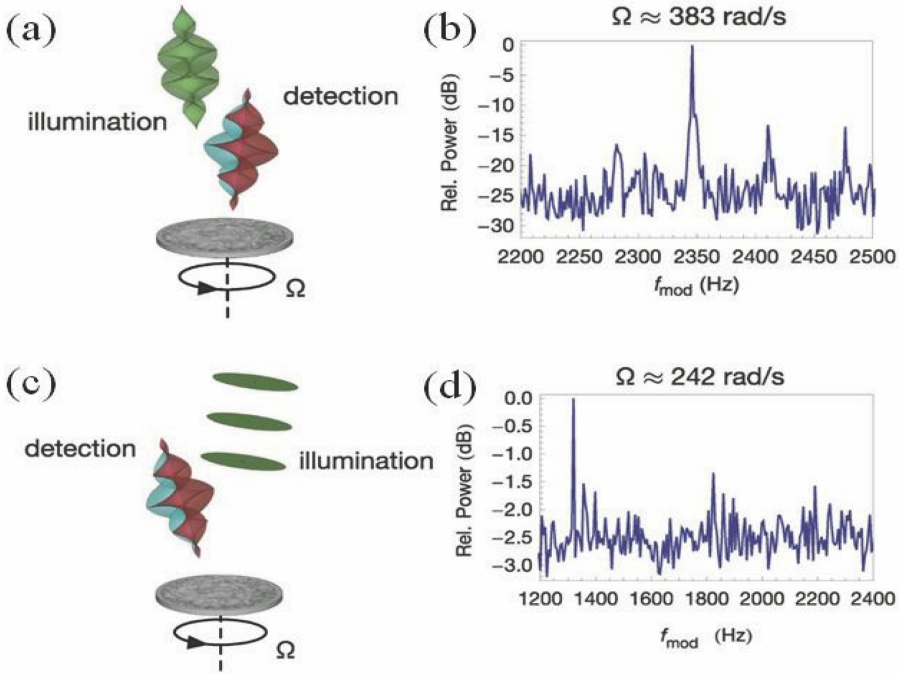 (a)
illumination
detection
Ω
(b)
Ω ≈ 383 rad/s
Rel. Power (dB)
0
−5
−10
−15
−20
−25
−30
2200 2250 2300 2350 2400 2450 2500
fmod (Hz)
(c)
detection
illumination
Ω
(d)
Ω ≈ 242 rad/s
Rel. Power (dB)
0.0
−0.5
−1.0
−1.5
−2.0
−2.5
−3.0
1200 1400 1600 1800 2000 2200 2400
fmod (Hz)